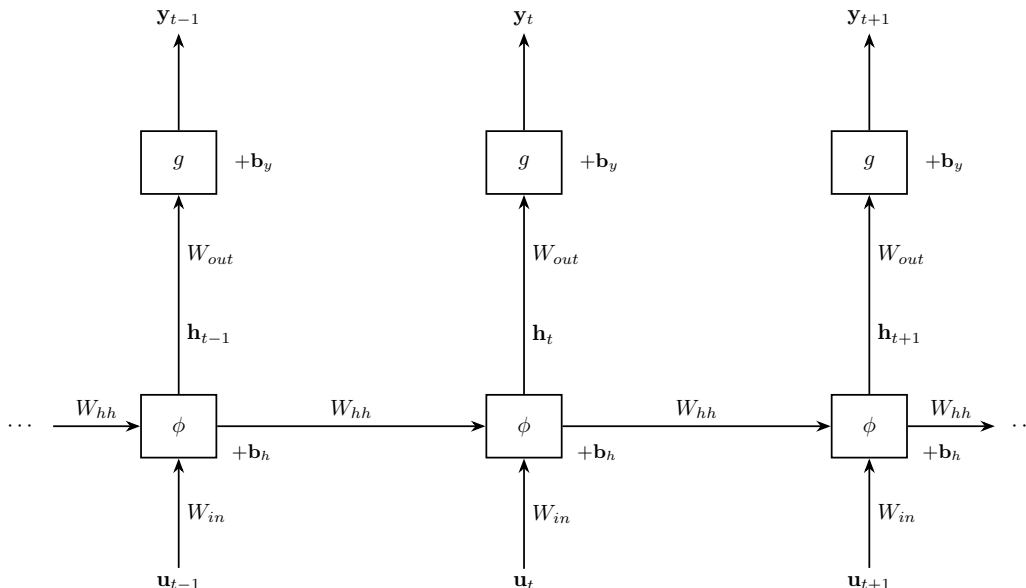 𝐲_{t−1} 𝐲_t 𝐲_{t+1}
g +𝐛_y g +𝐛_y g +𝐛_y
W_{out} W_{out} W_{out}
𝐡_{t−1} 𝐡_t 𝐡_{t+1}
W_{hh} W_{hh} W_{hh} W_{hh}
⋯ ϕ ϕ ϕ ⋯
+𝐛_h +𝐛_h +𝐛_h
W_{in} W_{in} W_{in}
𝐮_{t−1} 𝐮_t 𝐮_{t+1}